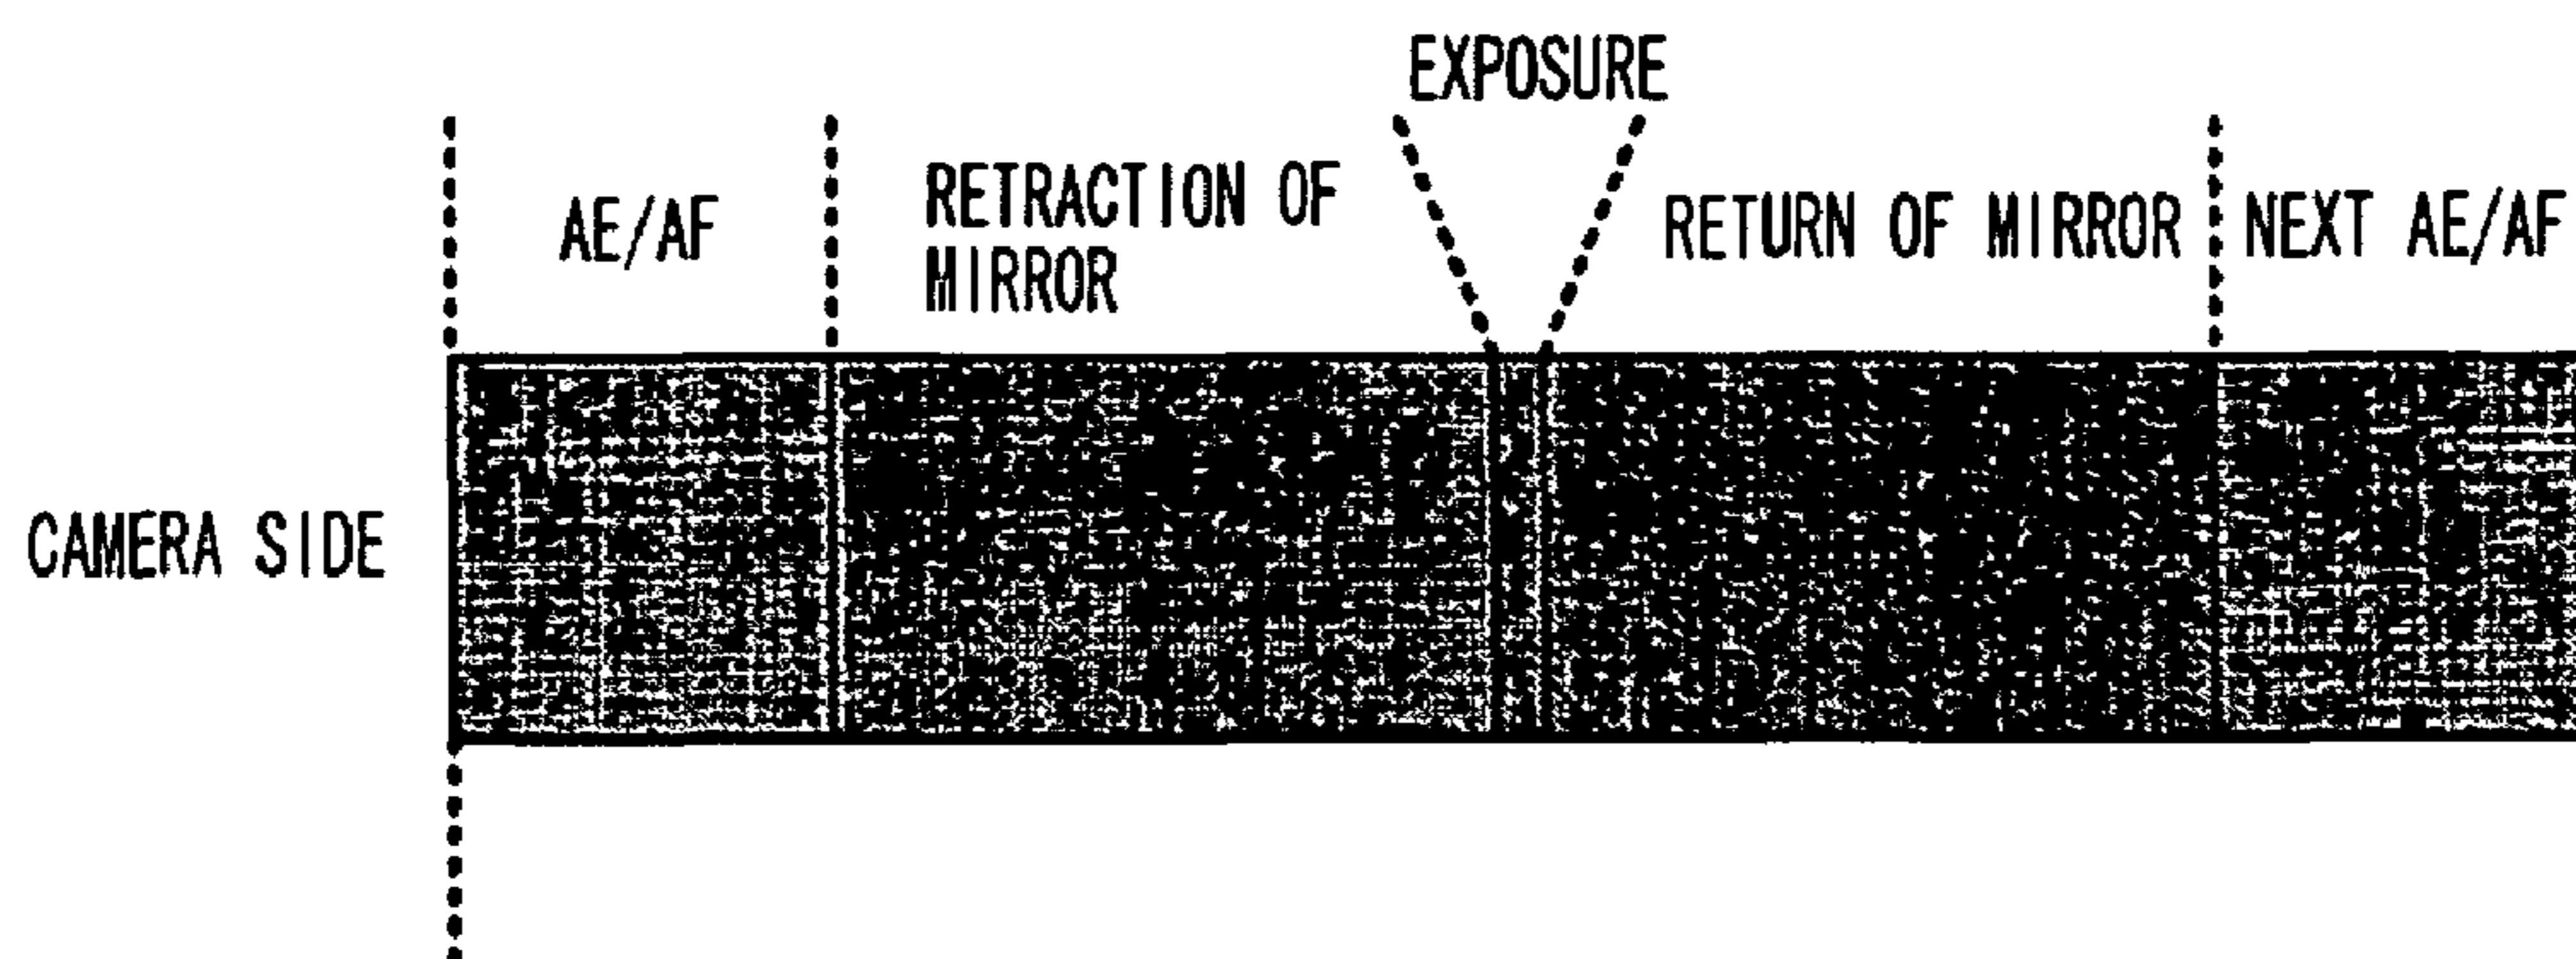 EXPOSURE
AE/AF
RETRACTION OF
MIRROR
RETURN OF MIRROR
NEXT AE/AF
CAMERA SIDE